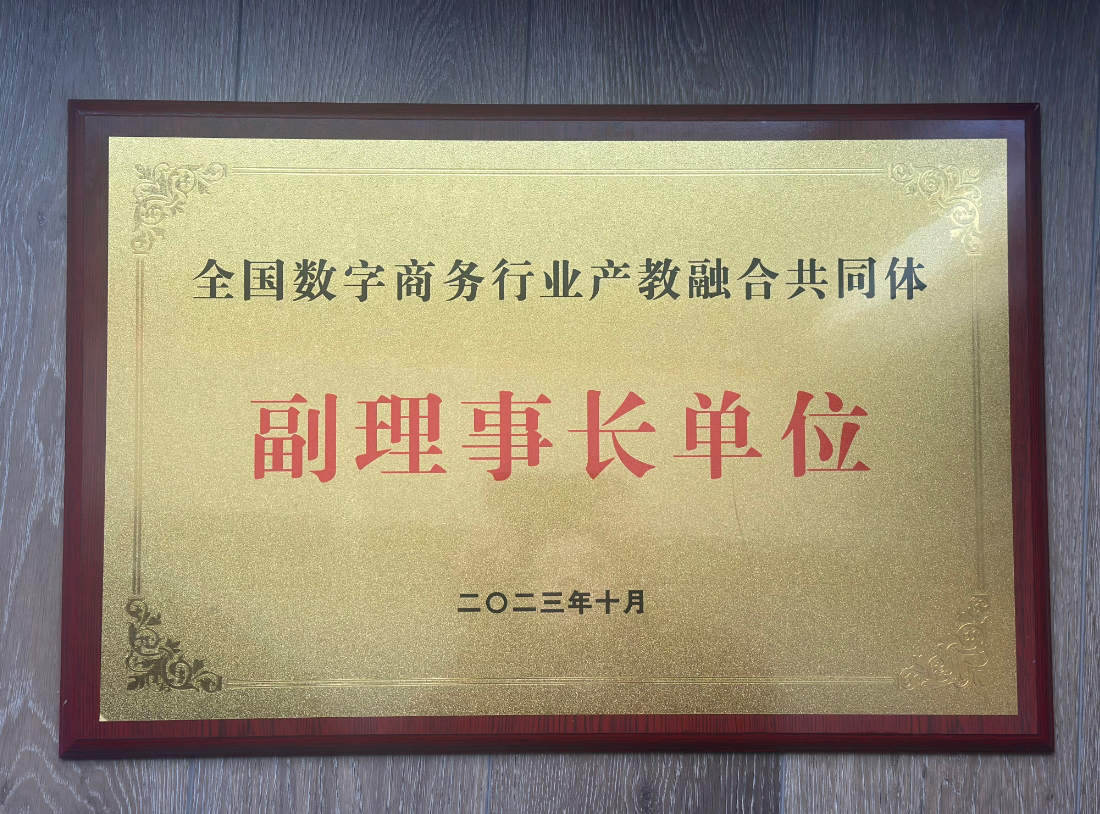 全国数字商务行业产教融合共同体
副理事长单位
二〇二三年十月